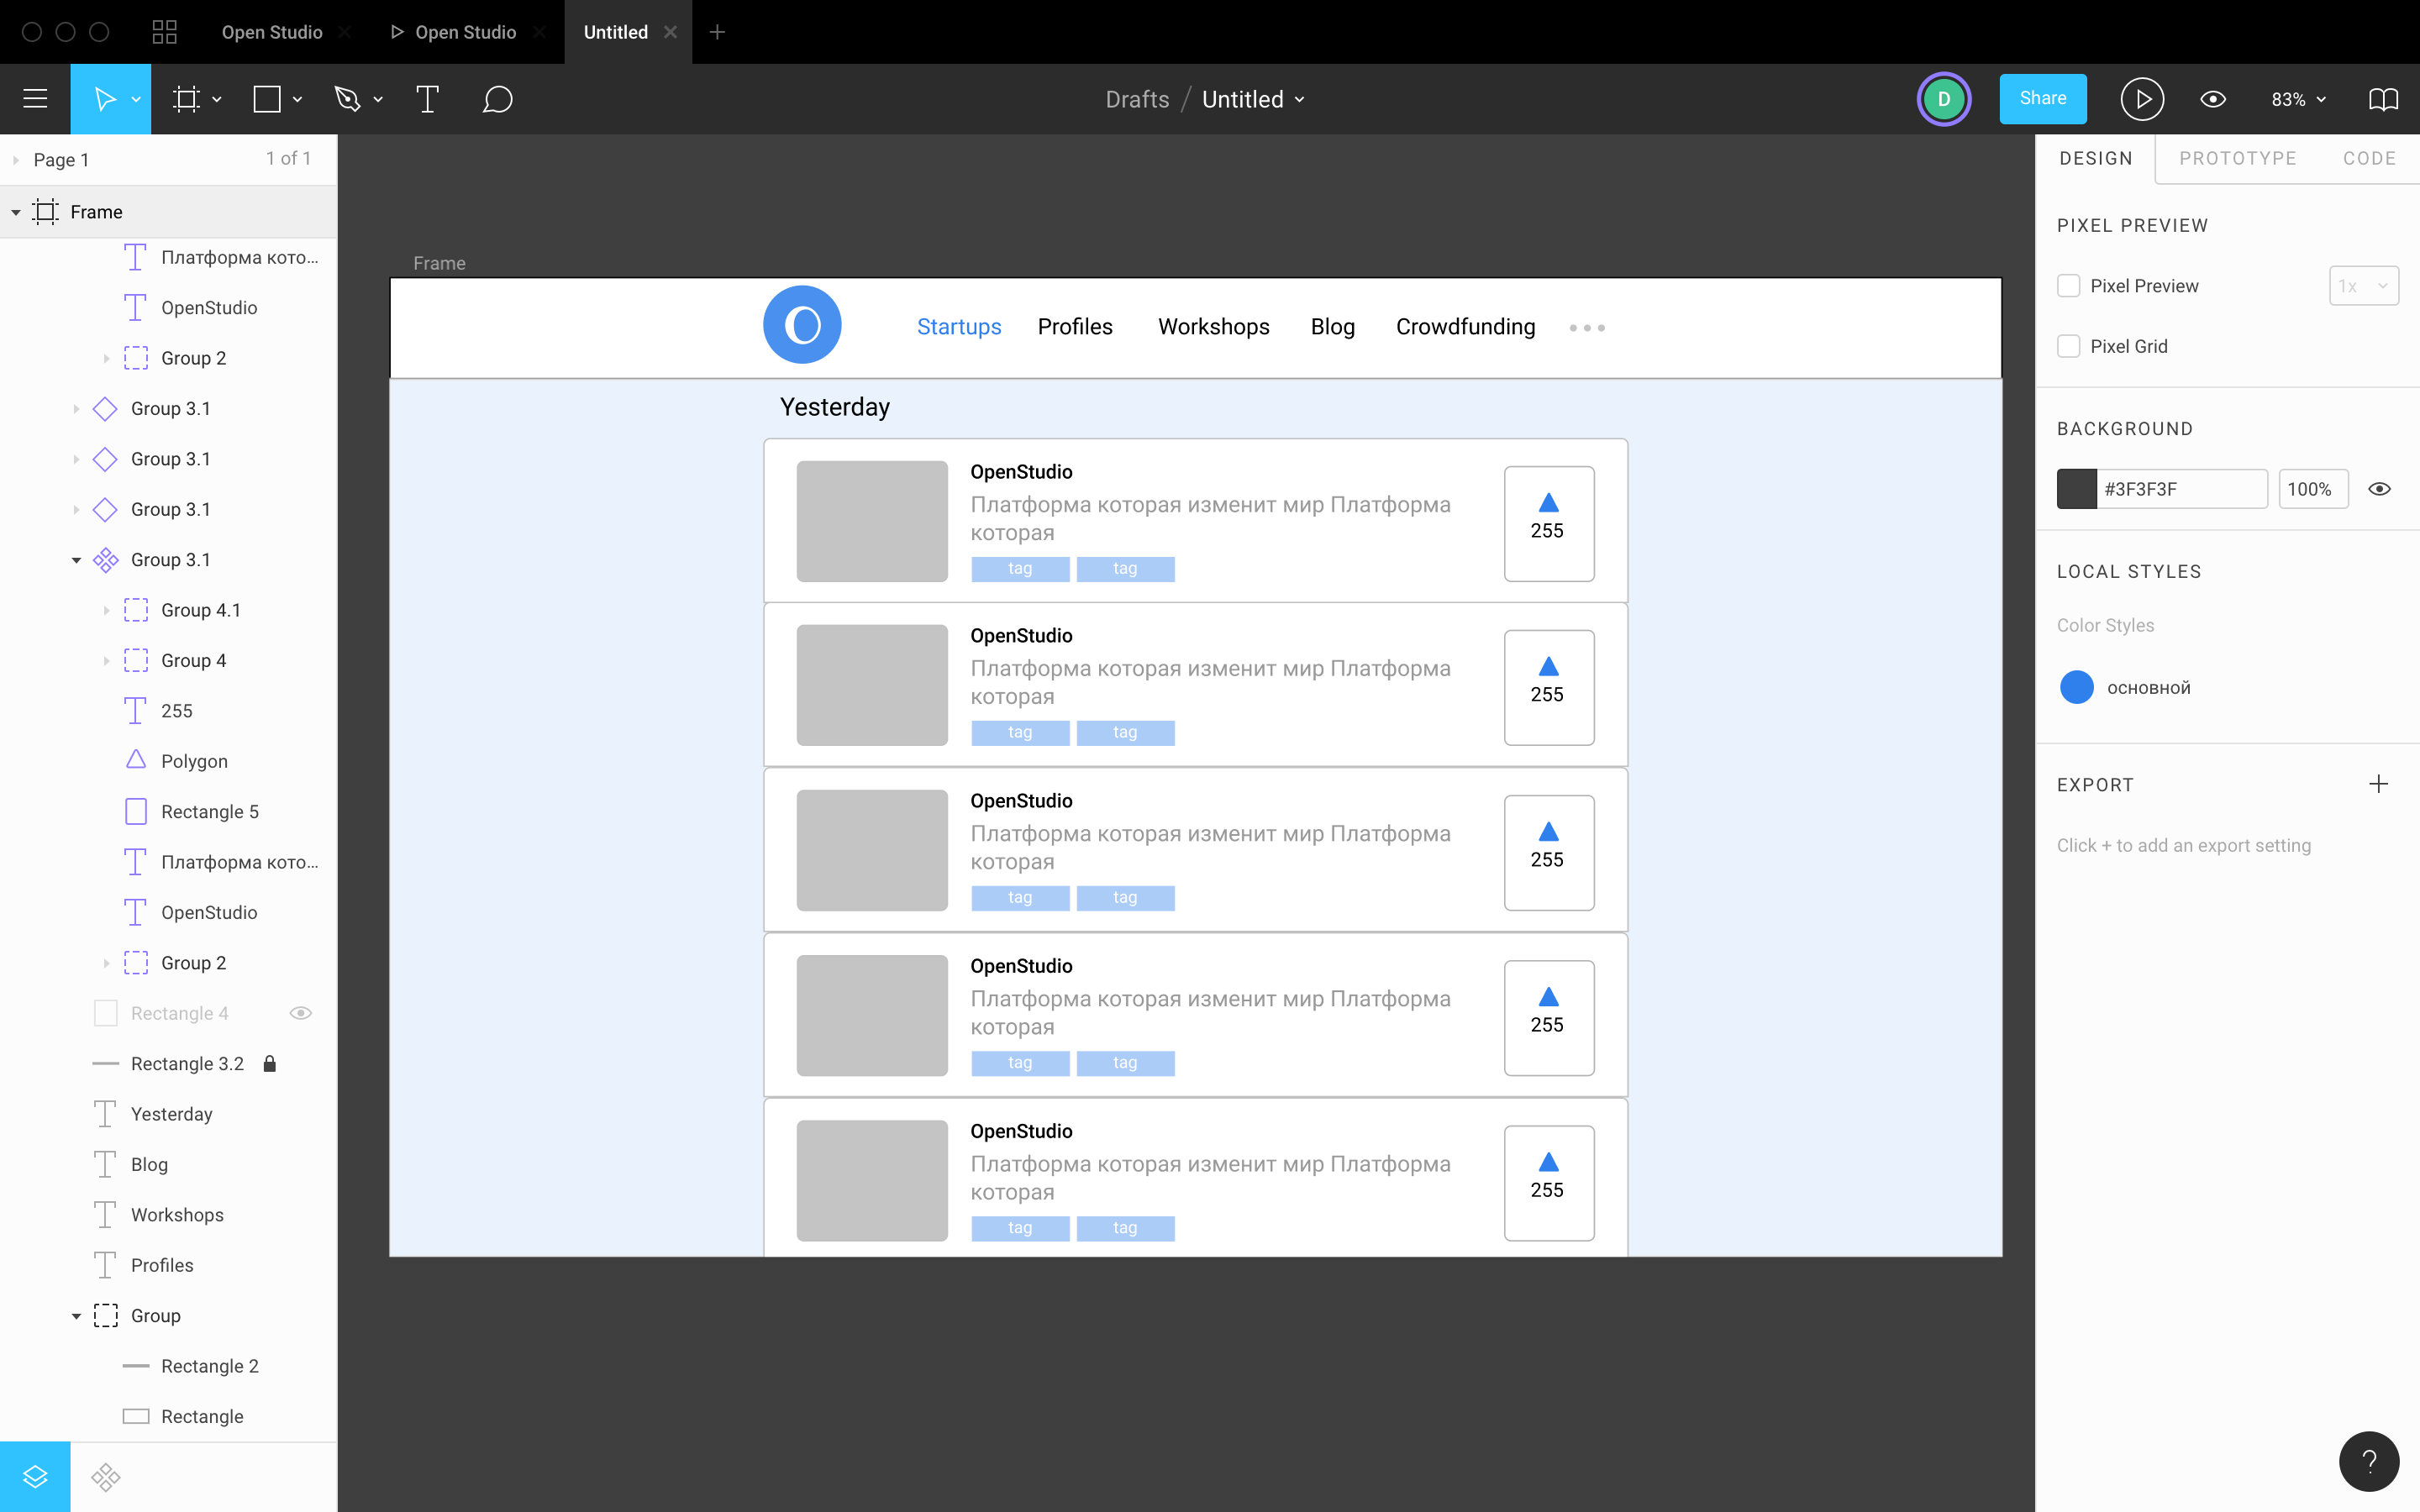 Open Studio
Open Studio
Untitled
Drafts / Untitled
D
Share
83%
Page 1
1 of 1
Frame
Платформа кото...
OpenStudio
Group 2
Group 3.1
Group 3.1
Group 3.1
Group 3.1
Group 4.1
Group 4
255
Polygon
Rectangle 5
Платформа кото...
OpenStudio
Group 2
Rectangle 4
Rectangle 3.2
Yesterday
Blog
Workshops
Profiles
Group
Rectangle 2
Rectangle
Frame
Startups Profiles Workshops Blog Crowdfunding
Yesterday
OpenStudio
Платформа которая изменит мир Платформа
которая
tag tag
255
OpenStudio
Платформа которая изменит мир Платформа
которая
tag tag
255
OpenStudio
Платформа которая изменит мир Платформа
которая
tag tag
255
OpenStudio
Платформа которая изменит мир Платформа
которая
tag tag
255
OpenStudio
Платформа которая изменит мир Платформа
которая
tag tag
255
DESIGN PROTOTYPE CODE
PIXEL PREVIEW
Pixel Preview
1x
Pixel Grid
BACKGROUND
#3F3F3F 100%
LOCAL STYLES
Color Styles
основной
EXPORT
Click + to add an export setting
?